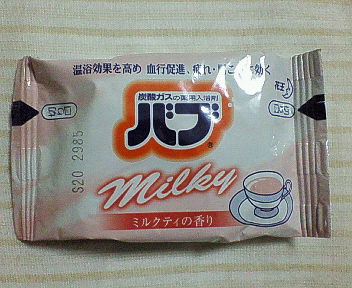 温浴効果を高め 血行促進、疲れ・肩こりに効く
花王
炭酸ガスの薬用入浴剤
バブ
®
Milky
ミルクティの香り
S20 2985